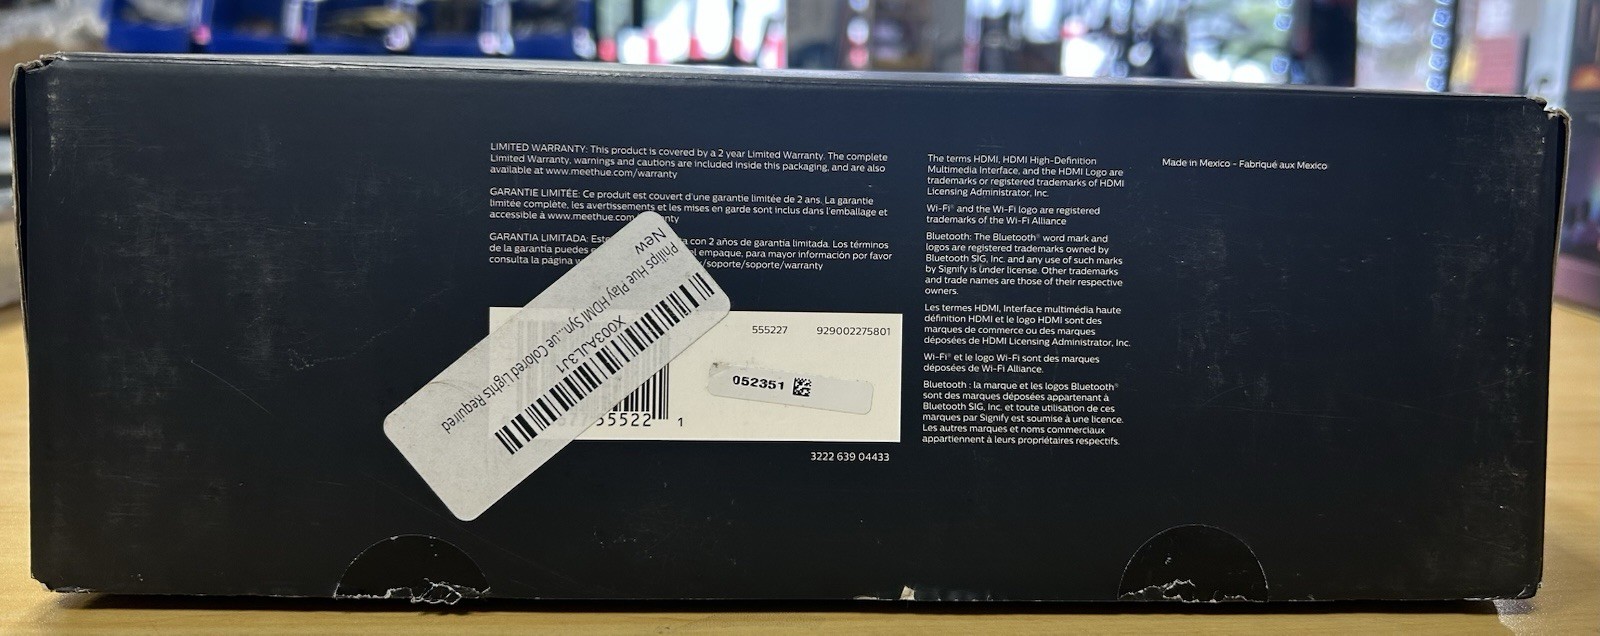 LIMITED WARRANTY: This product is covered by a 2 year Limited Warranty. The complete
Limited Warranty, warnings and cautions are included inside this packaging, and are also
available at www.meethue.com/warranty
GARANTIE LIMITÉE: Ce produit est couvert d'une garantie limitée de 2 ans. La garantie
limitée complète, les avertissements et les mises en garde sont inclus dans l'emballage et
accessible à www.meethue.com
GARANTIA LIMITADA: Este con 2 años de garantía limitada. Los términos
de la garantía puedes empaque, para mayor información por favor
consulta la página /soporte/soporte/warranty
Philips Hue Play HDMI Syn...ue Colored Lights Required
New
X003AJL3J1
555227 929002275801
052351
55522 1
3222 639 04433
The terms HDMI, HDMI High-Definition
Multimedia Interface, and the HDMI Logo are
trademarks or registered trademarks of HDMI
Licensing Administrator, Inc.
Wi-Fi® and the Wi-Fi logo are registered
trademarks of the Wi-Fi Alliance
Bluetooth: The Bluetooth® word mark and
logos are registered trademarks owned by
Bluetooth SIG, Inc. and any use of such marks
by Signify is under license. Other trademarks
and trade names are those of their respective
owners.
Les termes HDMI, Interface multimédia haute
définition HDMI et le logo HDMI sont des
marques de commerce ou des marques
déposées de HDMI Licensing Administrator, Inc.
Wi-Fi® et le logo Wi-Fi sont des marques
déposées de Wi-Fi Alliance.
Bluetooth : la marque et les logos Bluetooth®
sont des marques déposées appartenant à
Bluetooth SIG, Inc. et toute utilisation de ces
marques par Signify est soumise à une licence.
Les autres marques et noms commerciaux
appartiennent à leurs propriétaires respectifs.
Made in Mexico - Fabriqué aux Mexico